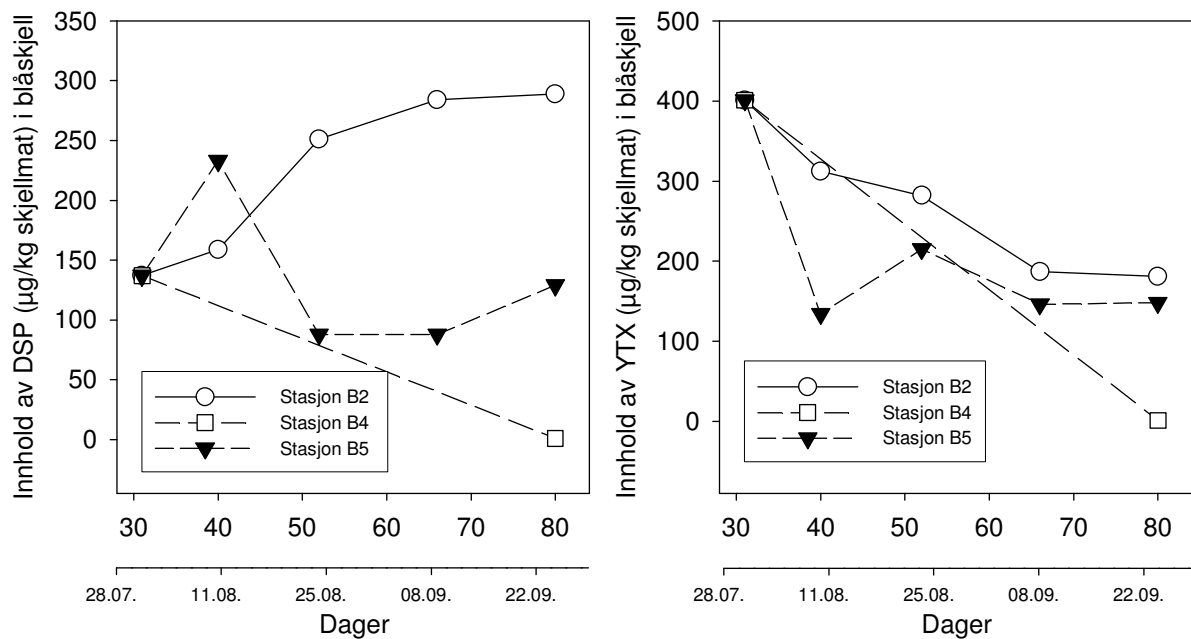 Innhold av DSP (µg/kg skjellmat) i blåskjell
350
300
250
200
150
100
50
0
Stasjon B2
Stasjon B4
Stasjon B5
30 40 50 60 70 80
28.07. 11.08. 25.08. 08.09. 22.09.
Dager
Innhold av YTX (µg/kg skjellmat) i blåskjell
500
400
300
200
100
0
Stasjon B2
Stasjon B4
Stasjon B5
30 40 50 60 70 80
28.07. 11.08. 25.08. 08.09. 22.09.
Dager